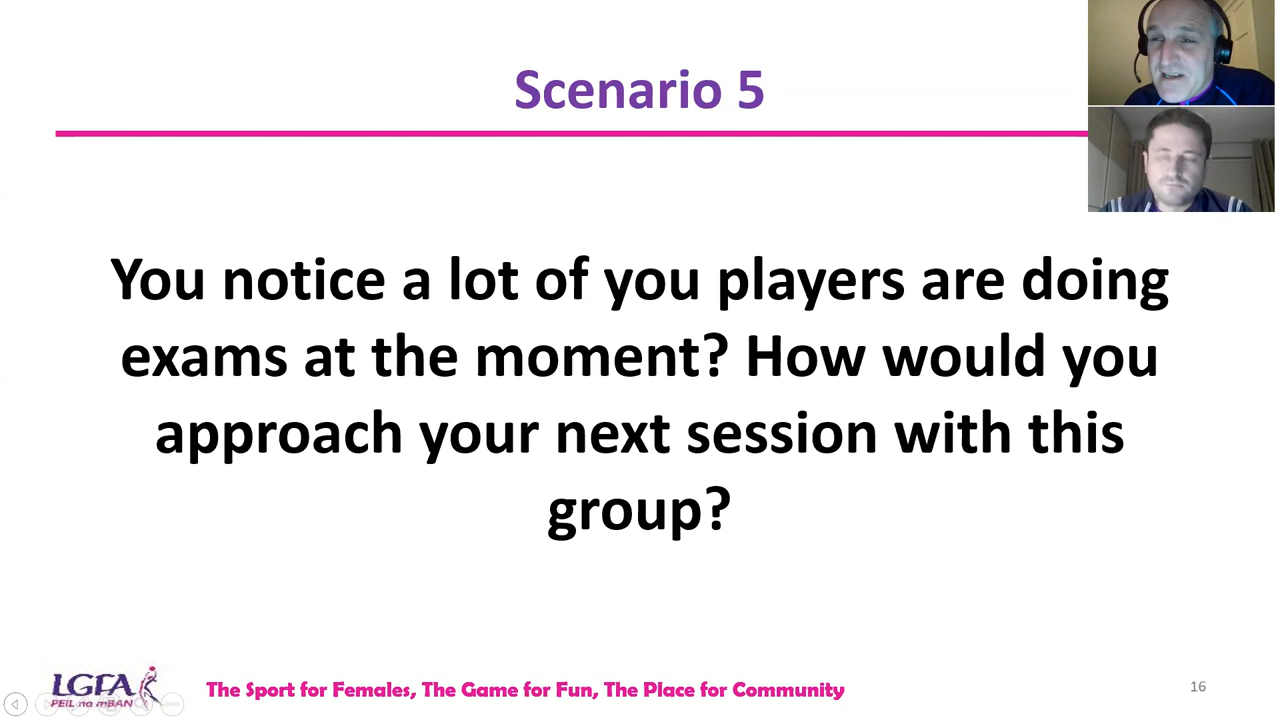 Scenario 5
You notice a lot of you players are doing
exams at the moment? How would you
approach your next session with this
group?
LGFA
PEIL na mBAN
The Sport for Females, The Game for Fun, The Place for Community
16